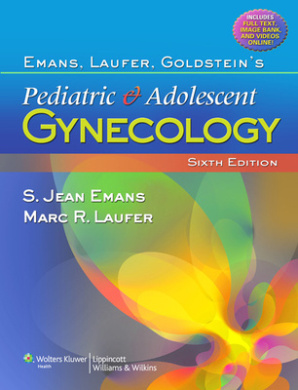 INCLUDES
FULL TEXT,
IMAGE BANK,
AND VIDEOS
ONLINE!
EMANS, LAUFER, GOLDSTEIN'S
Pediatric & Adolescent
GYNECOLOGY
SIXTH EDITION
S. JEAN EMANS
MARC R. LAUFER
Wolters Kluwer
Health
Lippincott
Williams & Wilkins